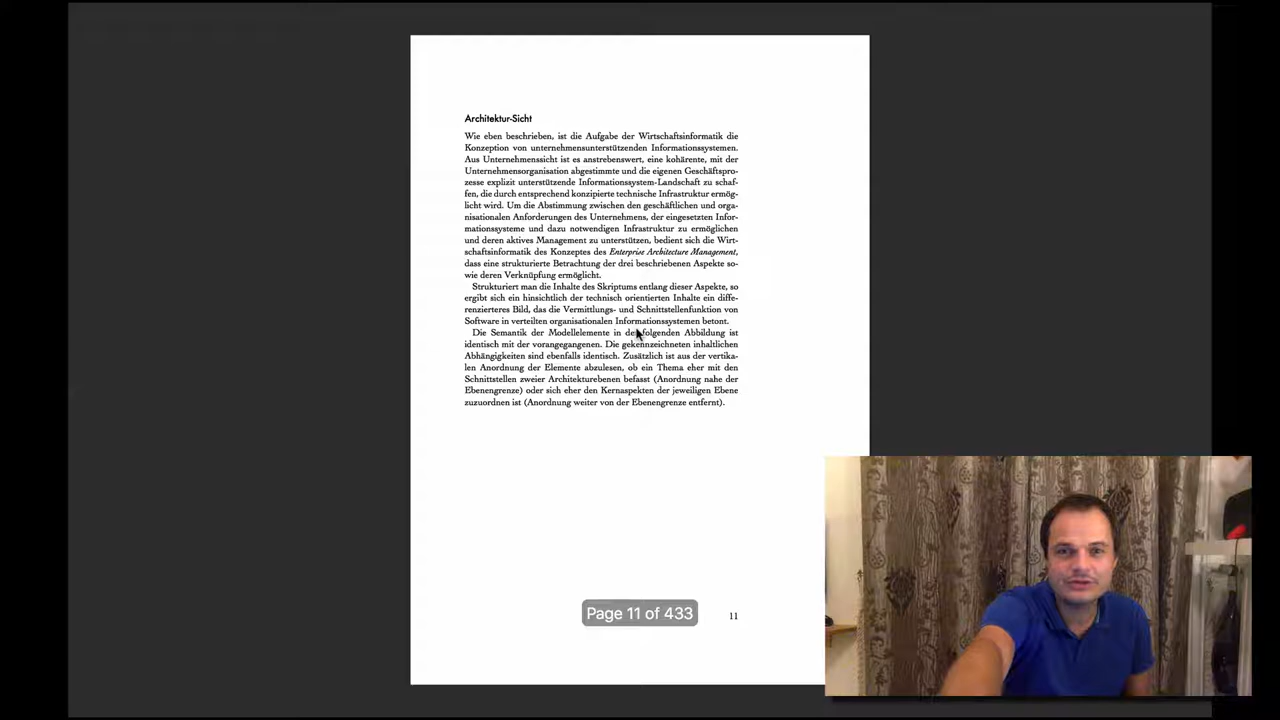 Architektur-Sicht
Wie eben beschrieben, ist die Aufgabe der Wirtschaftsinformatik die
Konzeption von unternehmensunterstützenden Informationssystemen.
Aus Unternehmenssicht ist es anstrebenswert, eine kohärente, mit der
Unternehmensorganisation abgestimmte und die eigenen Geschäftspro-
zesse explizit unterstützende Informationssystem-Landschaft zu schaf-
fen, die durch entsprechend konzipierte technische Infrastruktur ermög-
licht wird. Um die Abstimmung zwischen den geschäftlichen und orga-
nisationalen Anforderungen des Unternehmens, der eingesetzten Infor-
mationssysteme und dazu notwendigen Infrastruktur zu ermöglichen
und deren aktives Management zu unterstützen, bedient sich die Wirt-
schaftsinformatik des Konzeptes des Enterprise Architecture Management,
dass eine strukturierte Betrachtung der drei beschriebenen Aspekte so-
wie deren Verknüpfung ermöglicht.
Strukturiert man die Inhalte des Skriptums entlang dieser Aspekte, so
ergibt sich ein hinsichtlich der technisch orientierten Inhalte ein diffe-
renzierteres Bild, das die Vermittlungs- und Schnittstellenfunktion von
Software in verteilten organisationalen Informationssystemen betont.
Die Semantik der Modellelemente in der folgenden Abbildung ist
identisch mit der vorangegangenen. Die gekennzeichneten inhaltlichen
Abhängigkeiten sind ebenfalls identisch. Zusätzlich ist aus der vertika-
len Anordnung der Elemente abzulesen, ob ein Thema eher mit den
Schnittstellen zweier Architekturebenen befasst (Anordnung nahe der
Ebenengrenze) oder sich eher den Kernaspekten der jeweiligen Ebene
zuzuordnen ist (Anordnung weiter von der Ebenengrenze entfernt).
Page 11 of 433
11